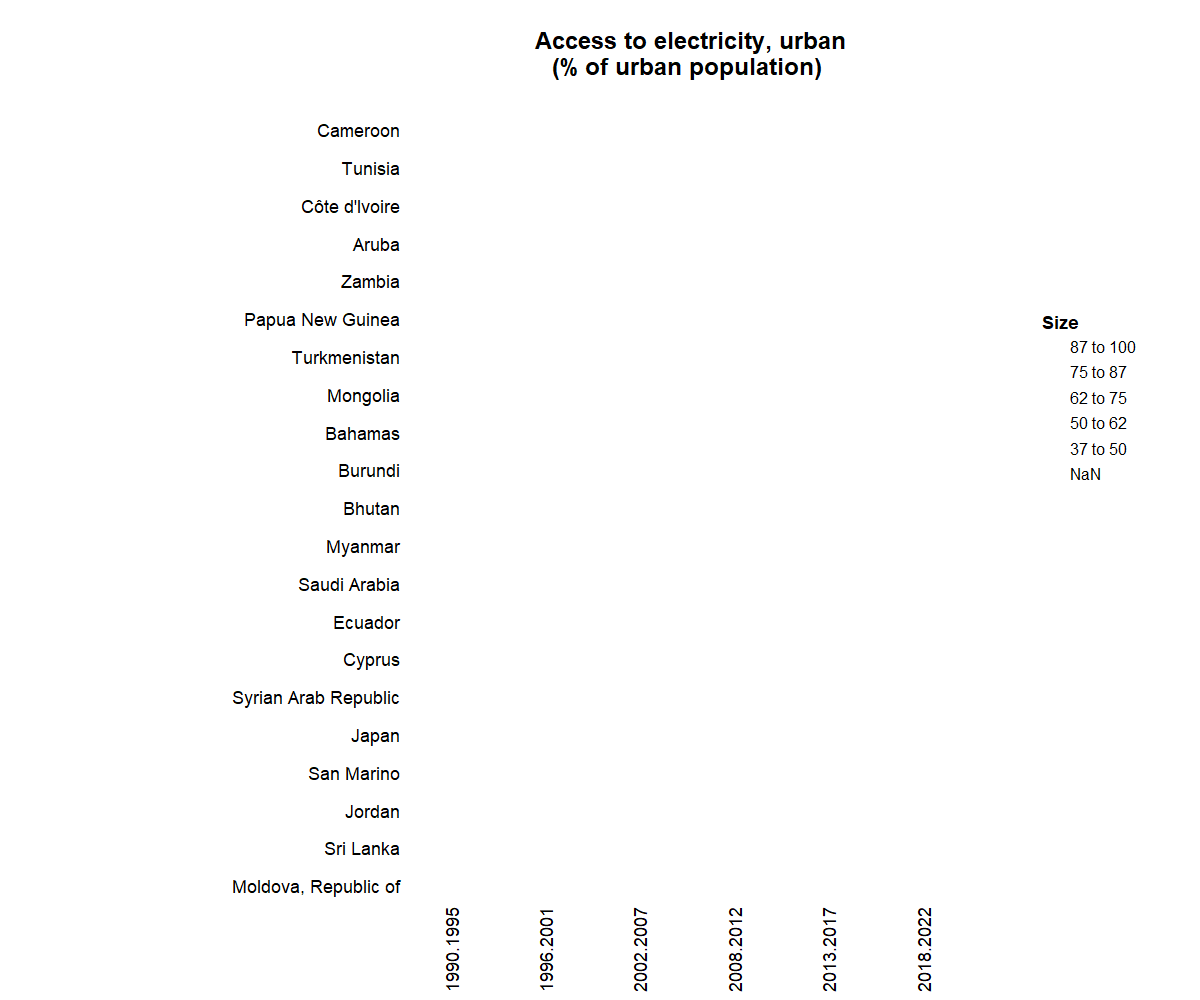 Access to electricity, urban
(% of urban population)
Cameroon
Tunisia
Côte d'Ivoire
Aruba
Zambia
Papua New Guinea
Turkmenistan
Mongolia
Bahamas
Burundi
Bhutan
Myanmar
Saudi Arabia
Ecuador
Cyprus
Syrian Arab Republic
Japan
San Marino
Jordan
Sri Lanka
Moldova, Republic of
1990.1995
1996.2001
2002.2007
2008.2012
2013.2017
2018.2022
Size
87 to 100
75 to 87
62 to 75
50 to 62
37 to 50
NaN